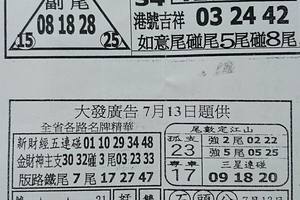 副尾
08 18 28
15 25
港號吉祥 03 24 42
如意尾碰尾5尾碰8尾
大發廣告7月13日題供
全省各路名牌精華
新財經五連碰 01 10 29 34 48
金財神主支 30 32 碰 3 尾 03 23 33
版路鐵尾 7 尾 17 27 47
孤支
23
專車
17
尾數定江山
強 2 尾 02 22
強 5 尾 05 25
三星連碰
09 18 20